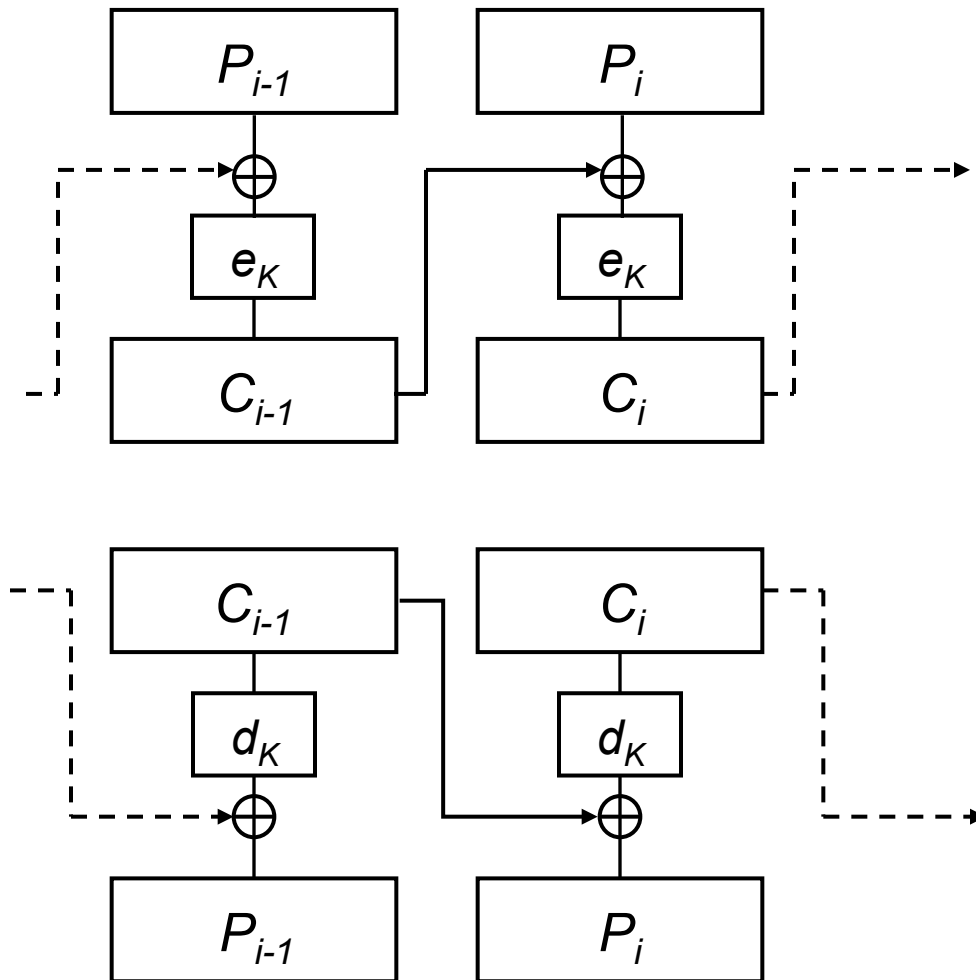 P_{i-1} P_i
e_K e_K
C_{i-1} C_i
C_{i-1} C_i
d_K d_K
P_{i-1} P_i